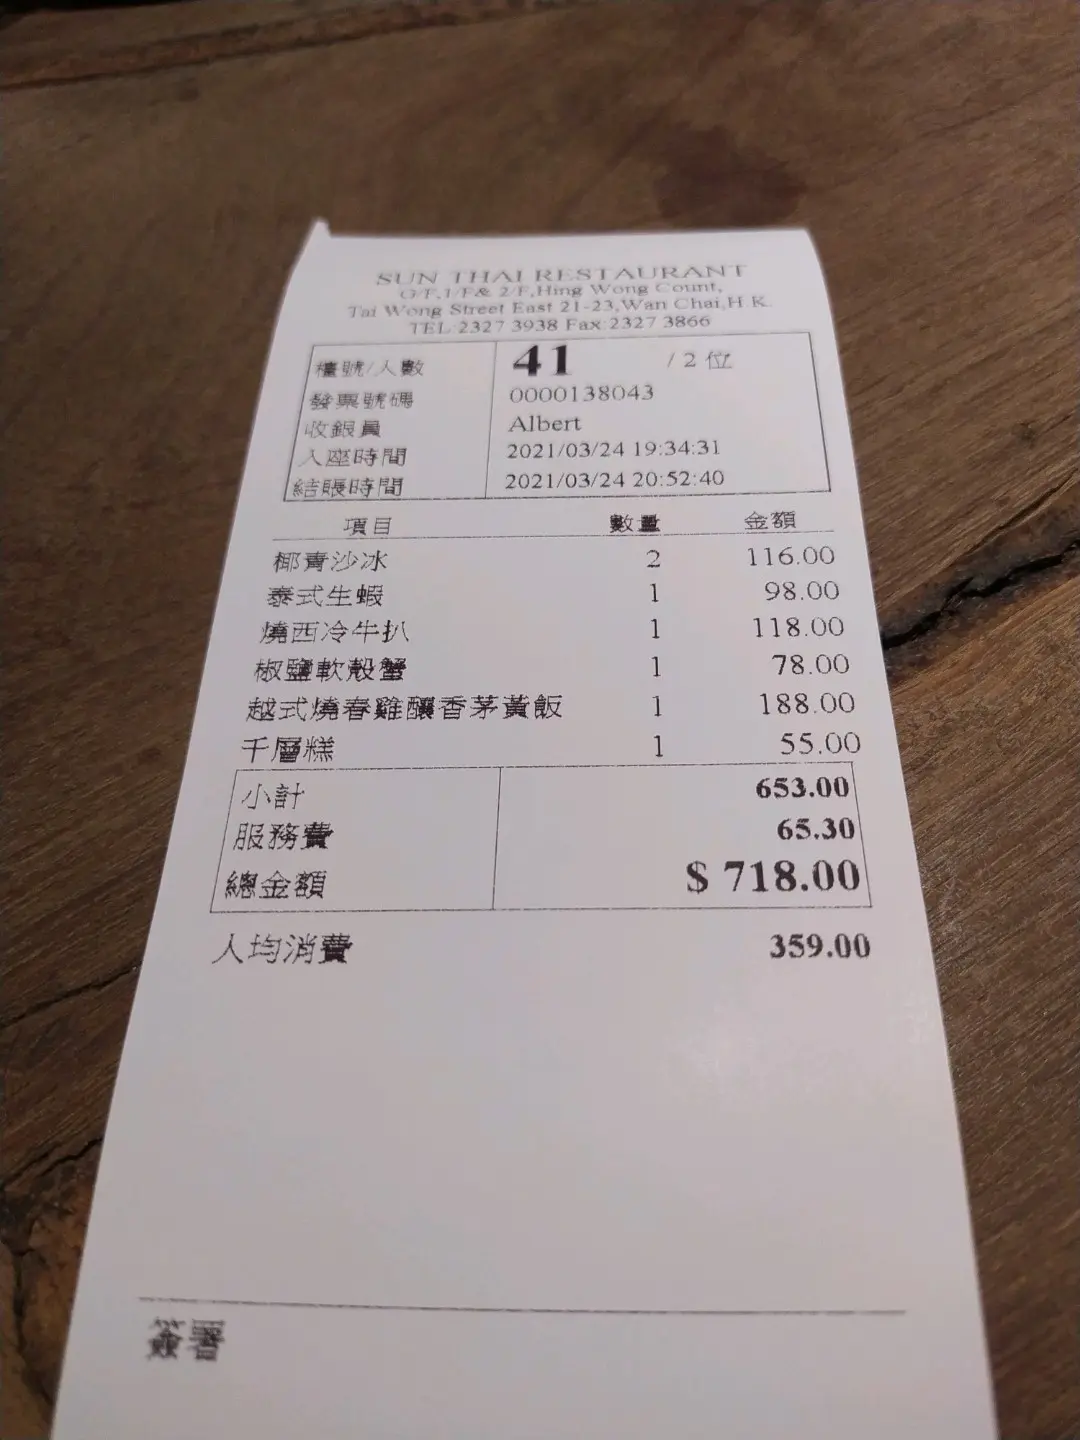 SUN THAI RESTAURANT
G/F,1/F& 2/F,Hing Wong Count,
Tai Wong Street East 21-23,Wan Chai,H.K.
TEL:2327 3938 Fax:2327 3866
檯號/人數 41 / 2 位
發票號碼 0000138043
收銀員 Albert
入座時間 2021/03/24 19:34:31
結賬時間 2021/03/24 20:52:40
項目 數量 金額
椰青沙冰 2 116.00
泰式生蝦 1 98.00
燒西冷牛扒 1 118.00
椒鹽軟殼蟹 1 78.00
越式燒春雞釀香茅黃飯 1 188.00
千層糕 1 55.00
小計 653.00
服務費 65.30
總金額 $ 718.00
人均消費 359.00
簽署